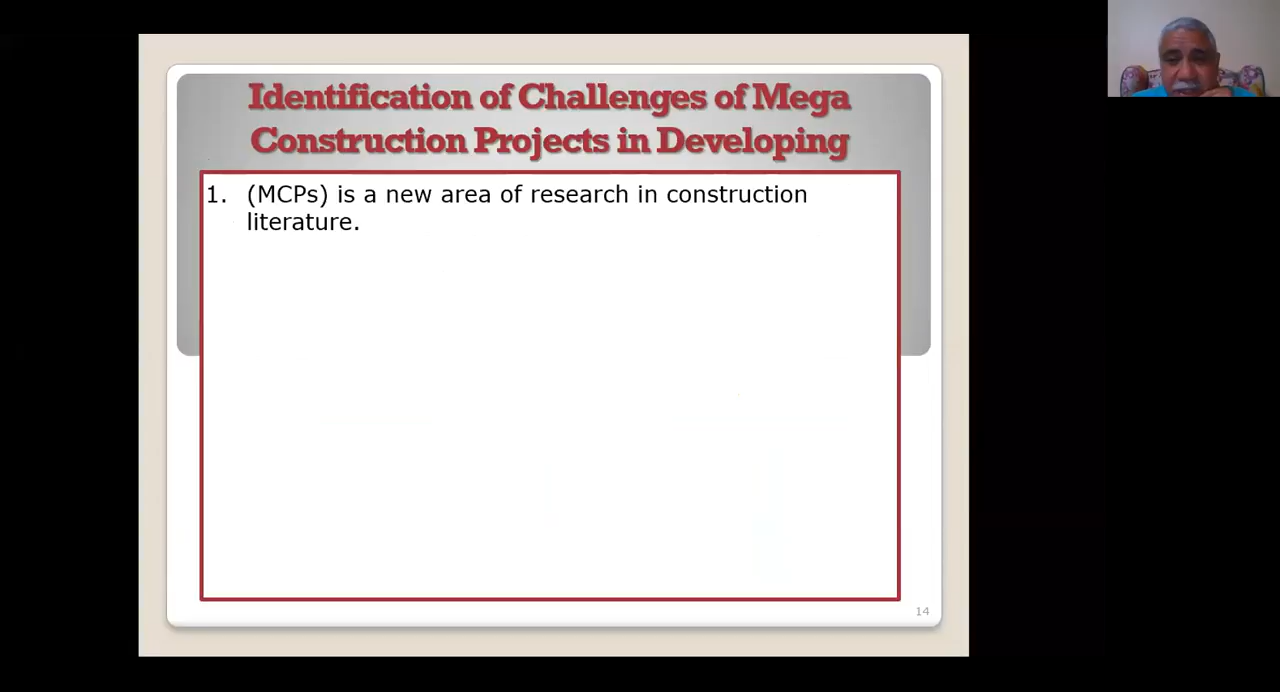 Identification of Challenges of Mega
Construction Projects in Developing
1. (MCPs) is a new area of research in construction
literature.
14